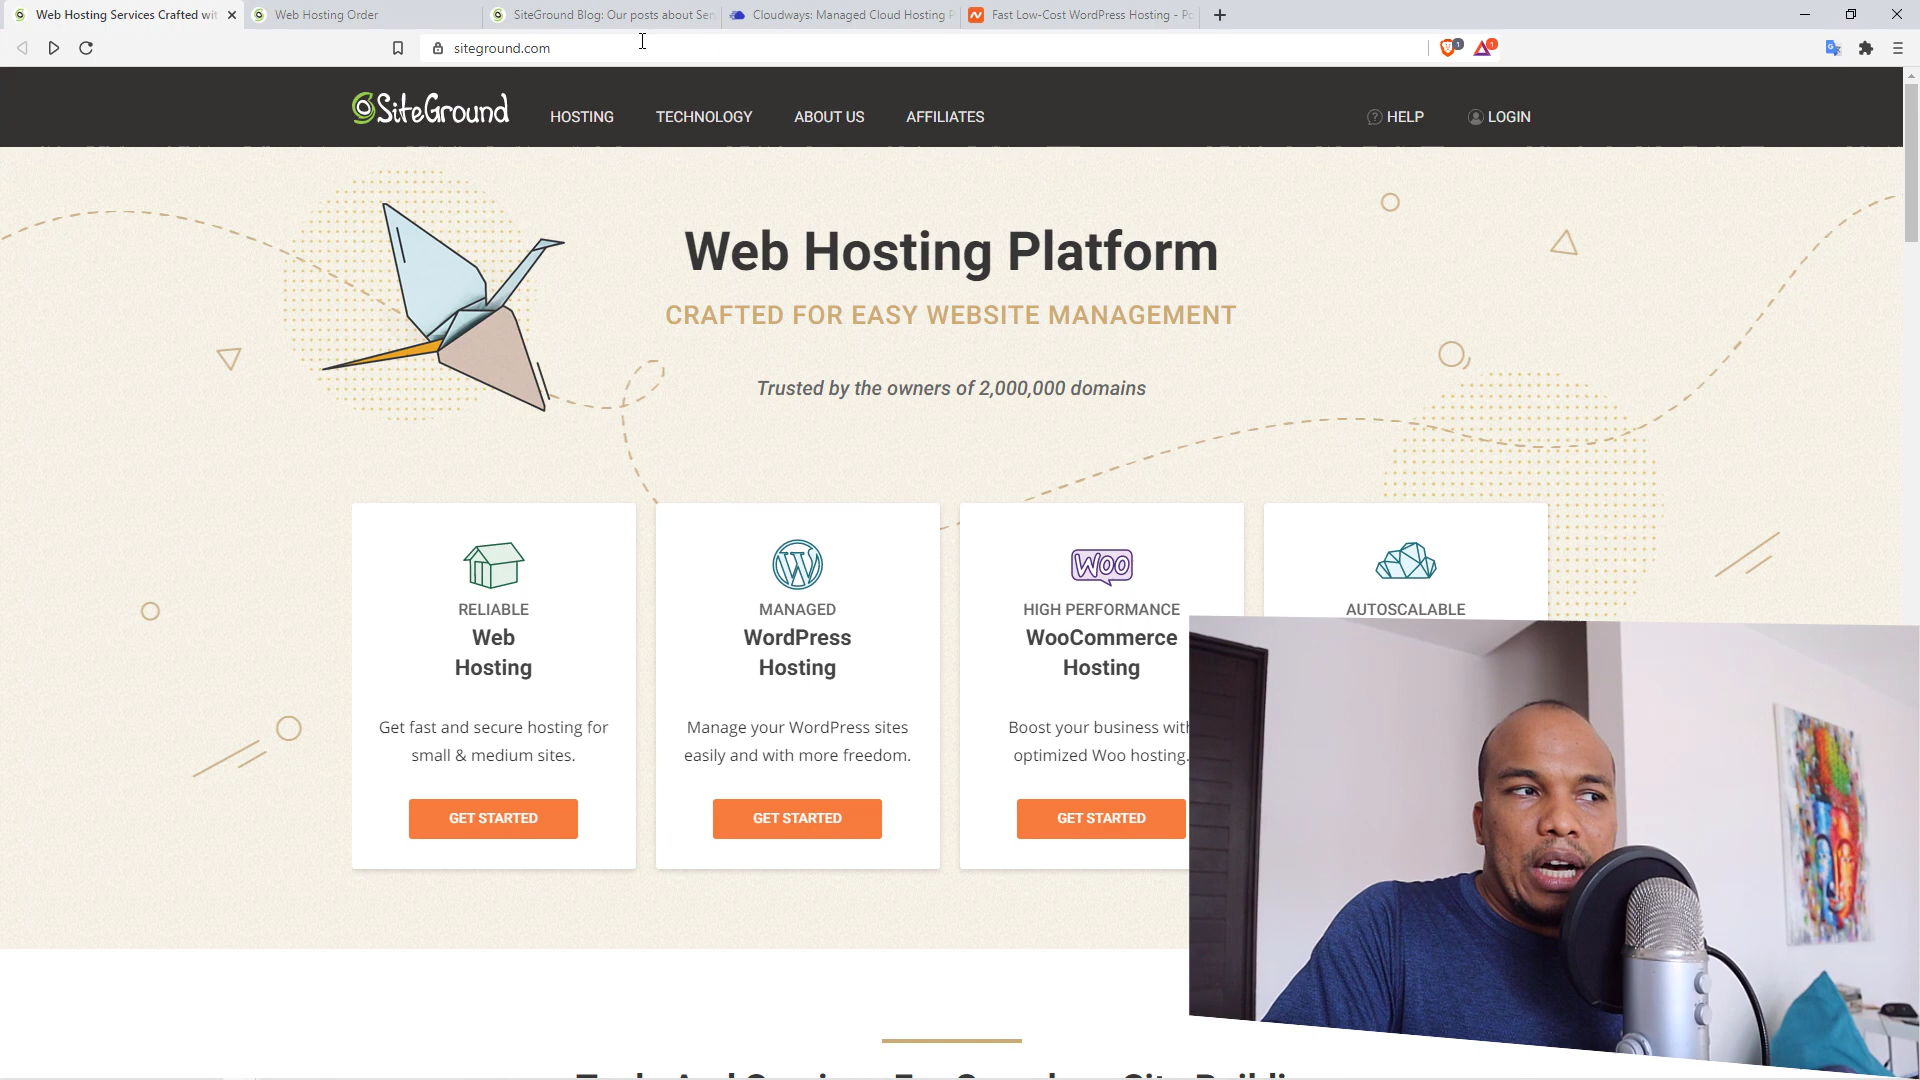 Web Hosting Services Crafted wit
Web Hosting Order
SiteGround Blog: Our posts about Ser
Cloudways: Managed Cloud Hosting P
Fast Low-Cost WordPress Hosting - Po
siteground.com
1
1
SiteGround
HOSTING
TECHNOLOGY
ABOUT US
AFFILIATES
HELP
LOGIN
Web Hosting Platform
CRAFTED FOR EASY WEBSITE MANAGEMENT
Trusted by the owners of 2,000,000 domains
RELIABLE
Web
Hosting
Get fast and secure hosting for
small & medium sites.
GET STARTED
MANAGED
WordPress
Hosting
Manage your WordPress sites
easily and with more freedom.
GET STARTED
WOO
HIGH PERFORMANCE
WooCommerce
Hosting
Boost your business with
optimized Woo hosting.
GET STARTED
AUTOSCALABLE